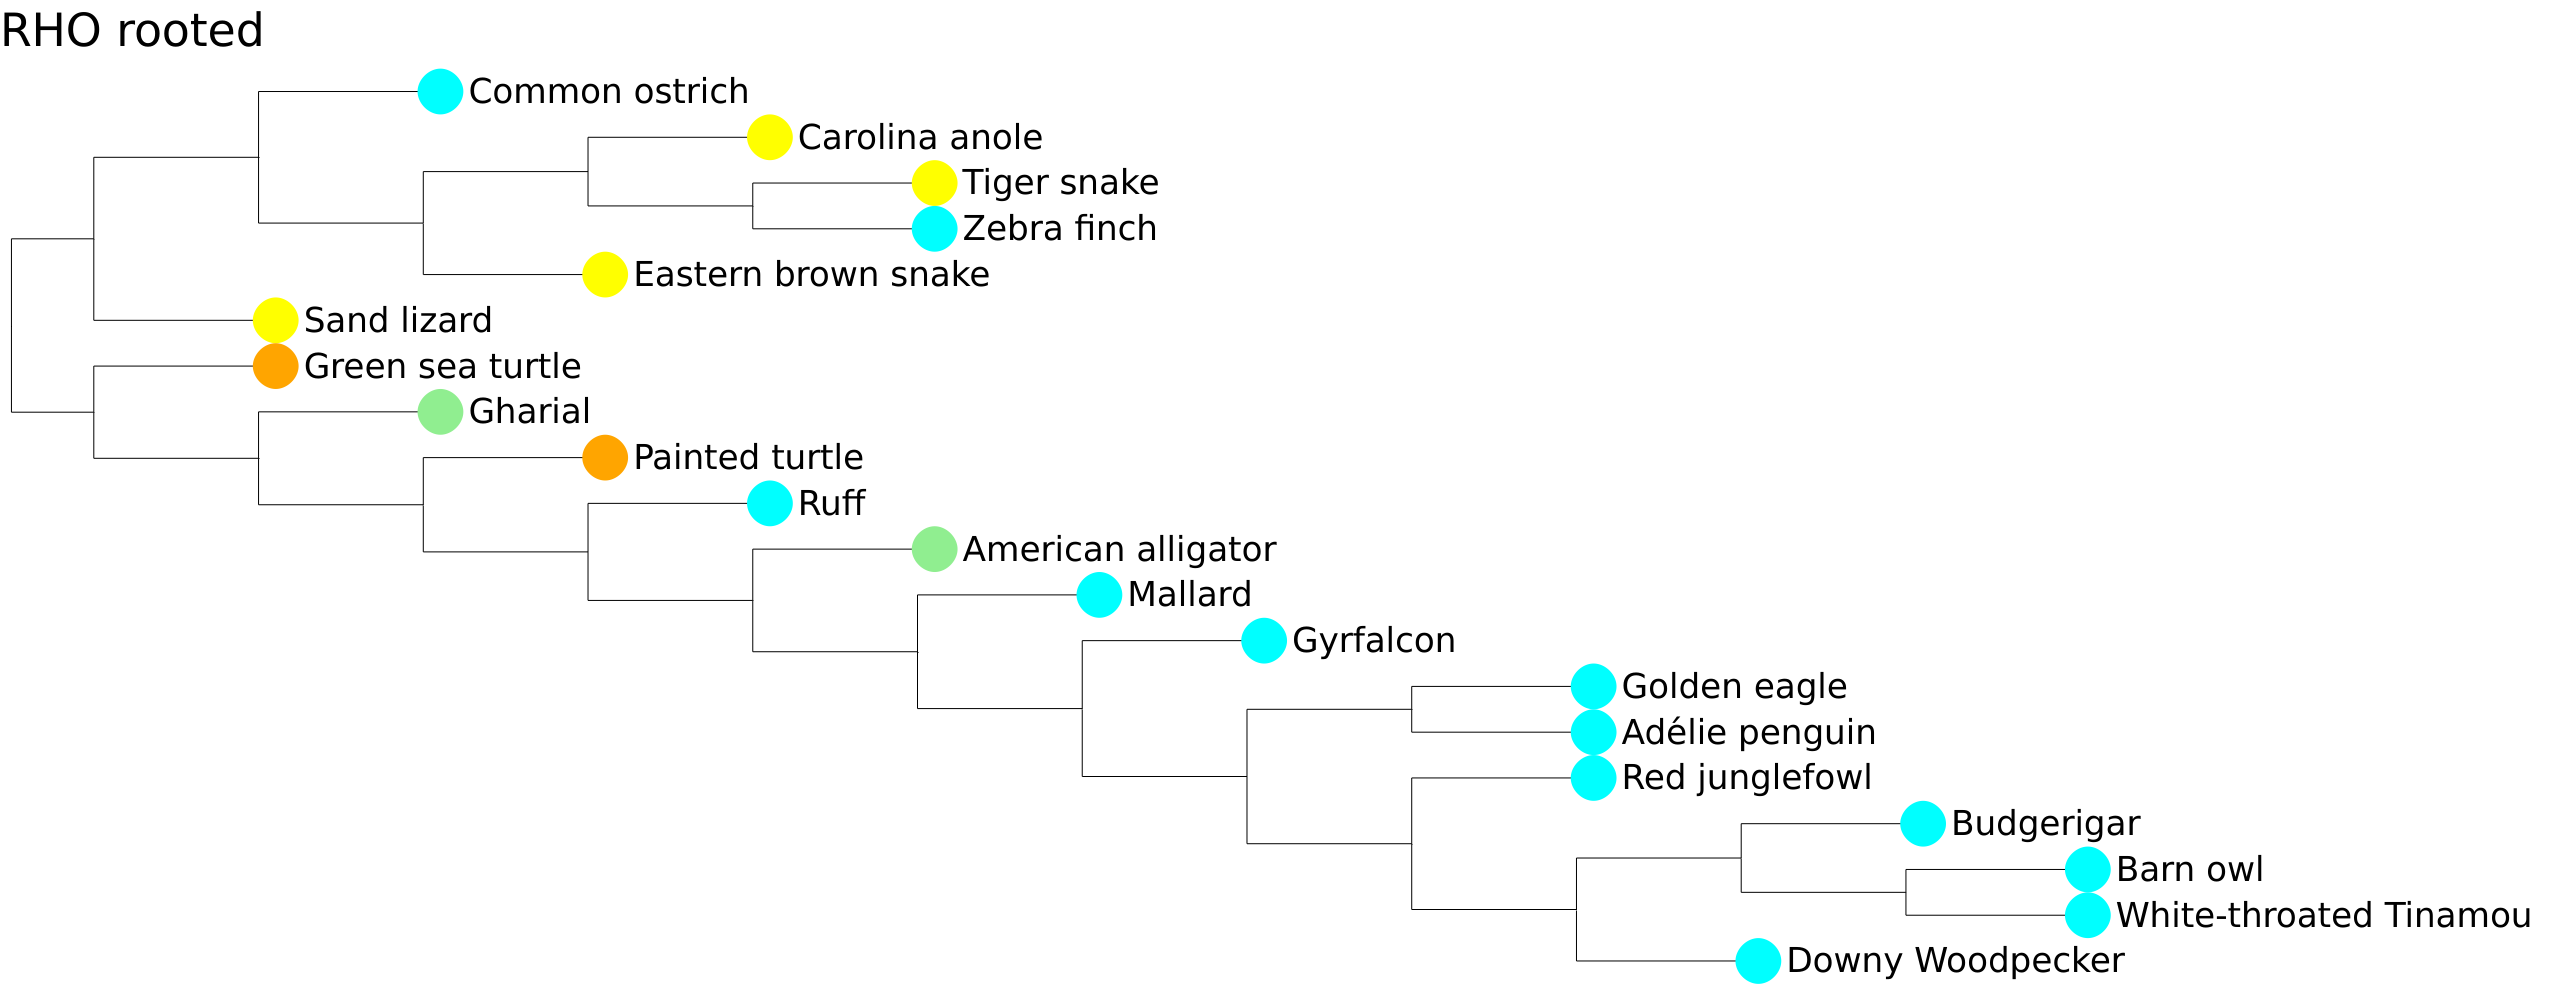 RHO rooted
Common ostrich
Carolina anole
Tiger snake
Zebra finch
Eastern brown snake
Sand lizard
Green sea turtle
Gharial
Painted turtle
Ruff
American alligator
Mallard
Gyrfalcon
Golden eagle
Adélie penguin
Red junglefowl
Budgerigar
Barn owl
White-throated Tinamou
Downy Woodpecker